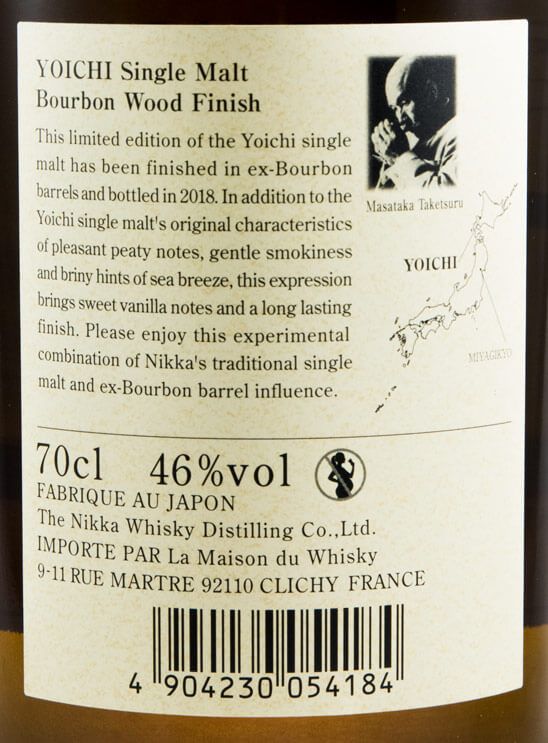 YOICHI Single Malt
Bourbon Wood Finish
This limited edition of the Yoichi single
malt has been finished in ex-Bourbon
barrels and bottled in 2018. In addition to the
Yoichi single malt's original characteristics
of pleasant peaty notes, gentle smokiness
and briny hints of sea breeze, this expression
brings sweet vanilla notes and a long lasting
finish. Please enjoy this experimental
combination of Nikka's traditional single
malt and ex-Bourbon barrel influence.
Masataka Taketsuru
YOICHI
MIYAGIKYO
70cl 46%vol
FABRIQUE AU JAPON
The Nikka Whisky Distilling Co.,Ltd.
IMPORTE PAR La Maison du Whisky
9-11 RUE MARTRE 92110 CLICHY FRANCE
4 904230 054184